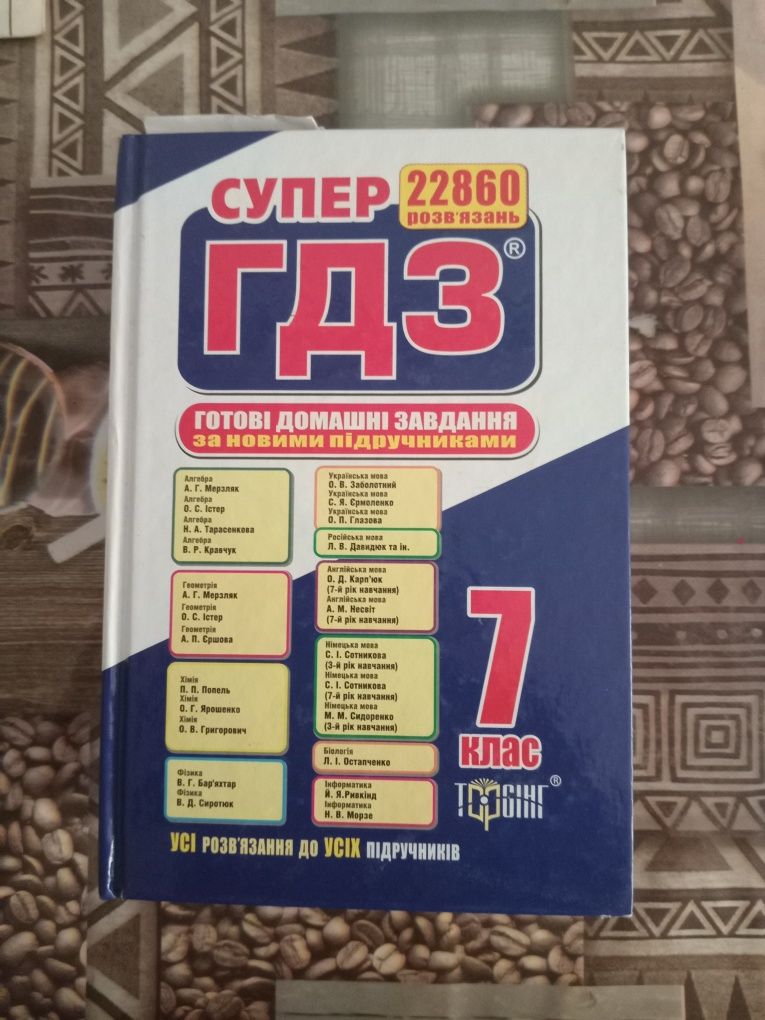 СУПЕР
22860
РОЗВ'ЯЗАНЬ
ГДЗ®
ГОТОВІ ДОМАШНІ ЗАВДАННЯ
ЗА НОВИМИ ПІДРУЧНИКАМИ
Алгебра
А. Г. Мерзляк
Алгебра
О. С. Істер
Алгебра
Н. А. Тарасенкова
Алгебра
В. Р. Кравчук
Геометрія
А. Г. Мерзляк
Геометрія
О. С. Істер
Геометрія
А. П. Єршова
Хімія
П. П. Попель
Хімія
О. Г. Ярошенко
Хімія
О. В. Григорович
Фізика
В. Г. Бар'яхтар
Фізика
В. Д. Сиротюк
Українська мова
О. В. Заболотний
Українська мова
С. Я. Єрмоленко
Українська мова
О. П. Глазова
Російська мова
Л. В. Давидюк та ін.
Англійська мова
О. Д. Карп'юк
(7-й рік навчання)
Англійська мова
А. М. Несвіт
(7-й рік навчання)
Німецька мова
С. І. Сотникова
(3-й рік навчання)
Німецька мова
С. І. Сотникова
(7-й рік навчання)
Німецька мова
М. М. Сидоренко
(3-й рік навчання)
Біологія
Л. І. Остапченко
Інформатика
Й. Я.Ривкінд
Інформатика
Н. В. Морзе
7
КЛАС
ТОРСІНГ®
УСІ РОЗВ'ЯЗАННЯ ДО УСІХ ПІДРУЧНИКІВ